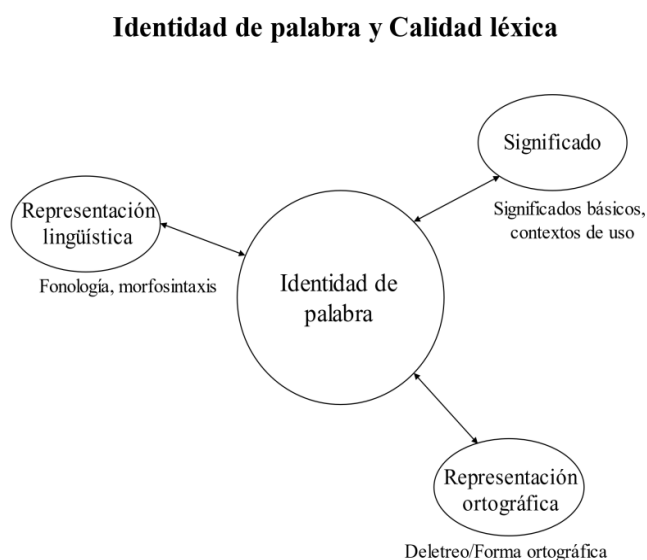 Identidad de palabra y Calidad léxica
Significado
Significados básicos,
contextos de uso
Representación
lingüística
Fonología, morfosintaxis
Identidad de
palabra
Representación
ortográfica
Deletreo/Forma ortográfica